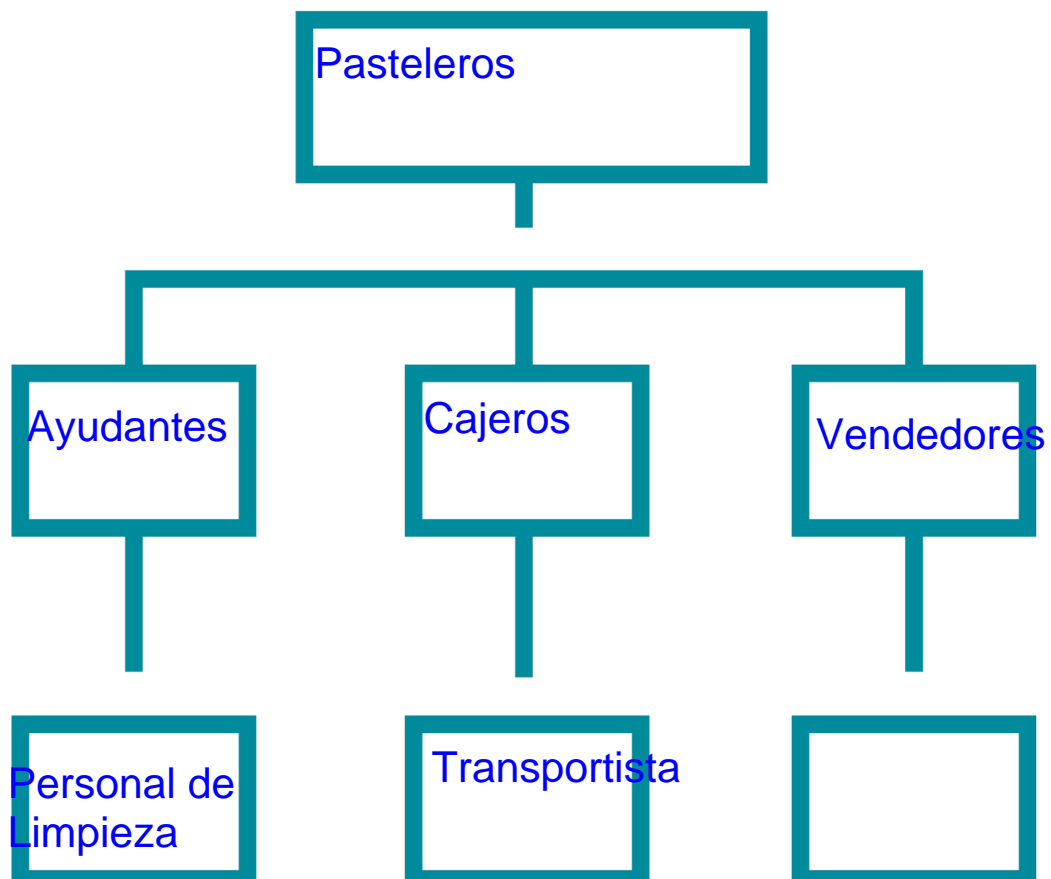 Pasteleros
Ayudantes
Cajeros
Vendedores
Personal de
Limpieza
Transportista